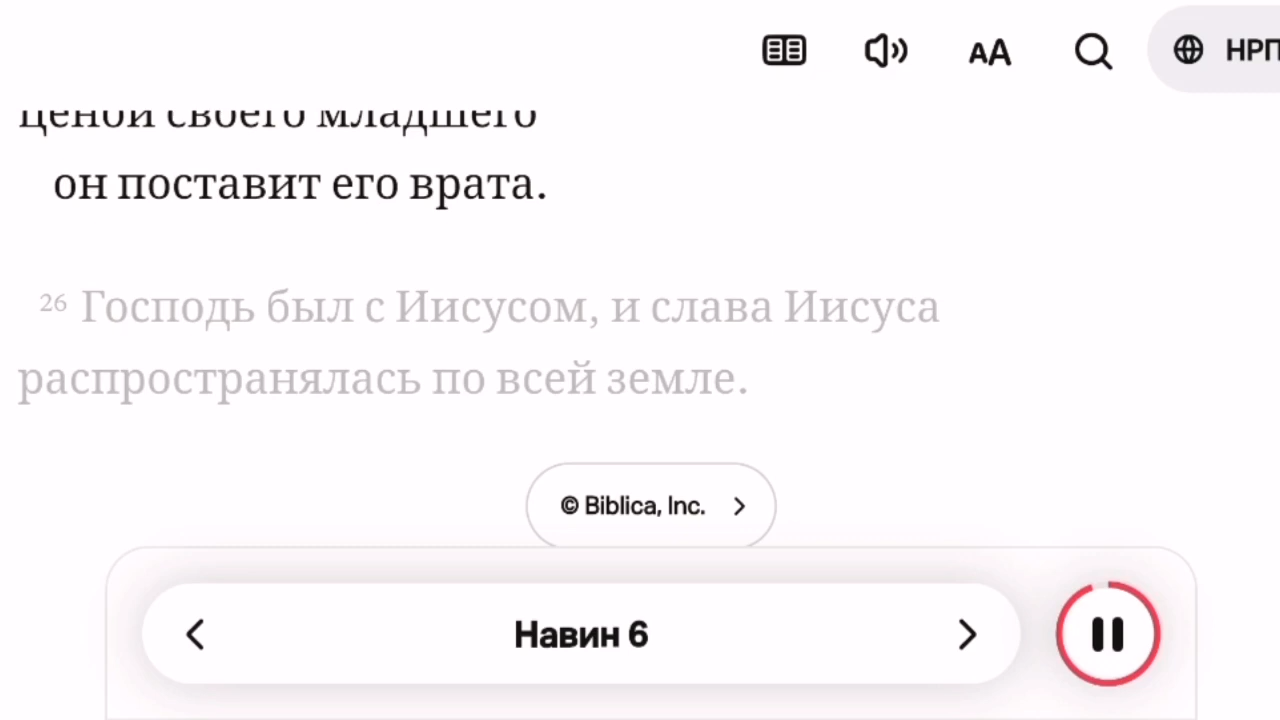 AA
НРП
ценой своего младшего
он поставит его врата.
26 Господь был с Иисусом, и слава Иисуса
распространялась по всей земле.
© Biblica, Inc.
Навин 6